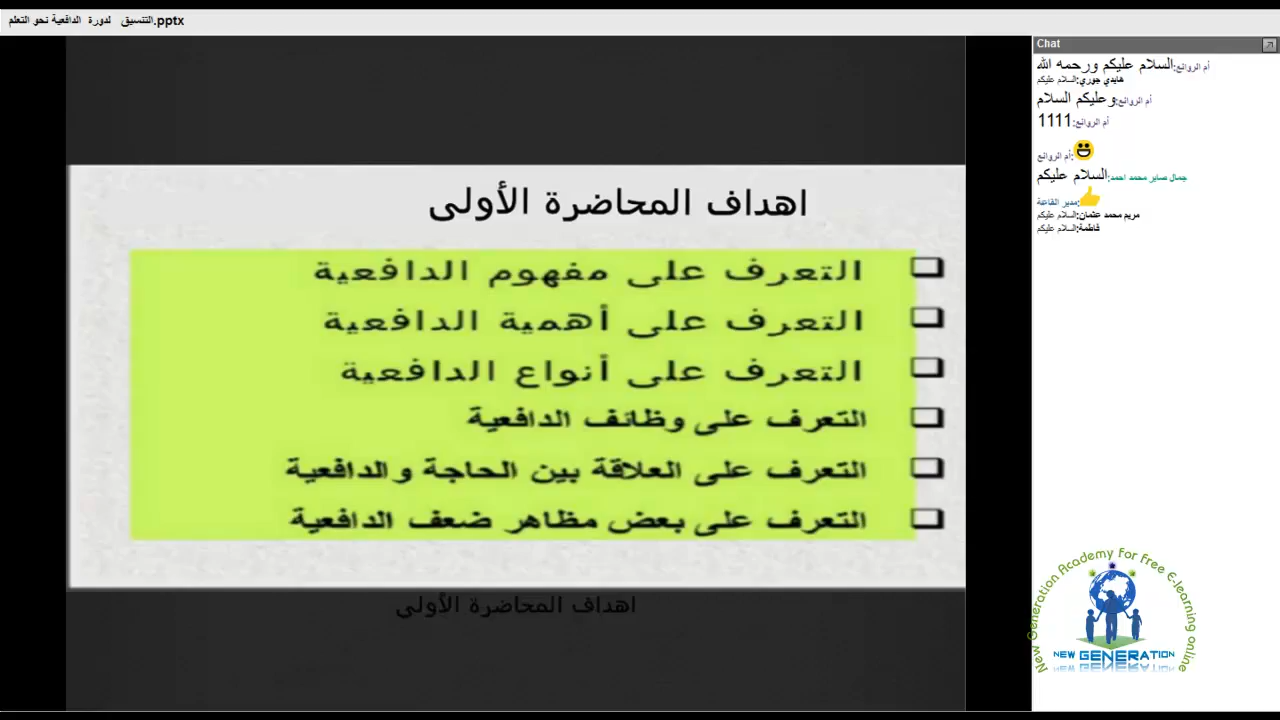 التنسيق لدورة الدافعية نحو التعلم.pptx
اهداف المحاضرة الأولى
التعرف على مفهوم الدافعية
التعرف على أهمية الدافعية
التعرف على أنواع الدافعية
التعرف على وظائف الدافعية
التعرف على العلاقة بين الحاجة والدافعية
التعرف على بعض مظاهر ضعف الدافعية
اهداف المحاضرة الأولى
Chat
أم الروائع:السلام عليكم ورحمه الله
هايدي جوري:السلام عليكم
أم الروائع:وعليكم السلام
أم الروائع:1111
أم الروائع:
جمال صابر محمد احمد:السلام عليكم
مدير القاعة:
مريم محمد عثمان:السلام عليكم
فاطمة:السلام عليكم
New Generation Academy For Free E-learning online
NEW GENERATION